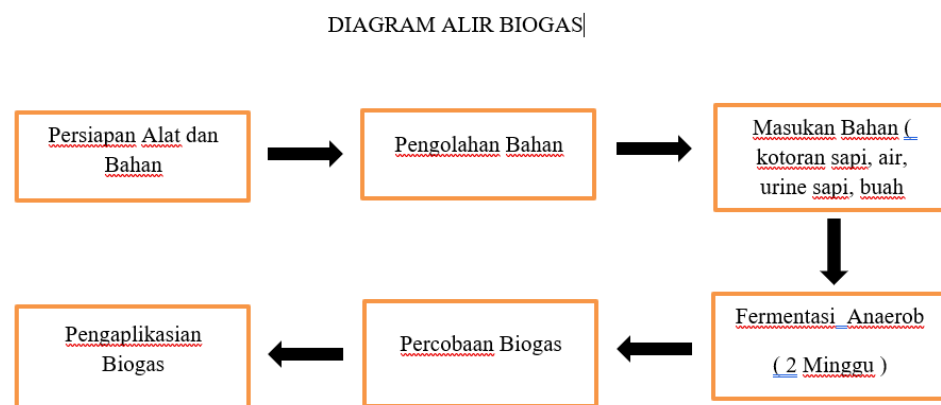 DIAGRAM ALIR BIOGAS
Persiapan Alat dan
Bahan
Pengolahan Bahan
Masukan Bahan (
kotoran sapi, air,
urine sapi, buah
Fermentasi Anaerob
( 2 Minggu )
Percobaan Biogas
Pengaplikasian
Biogas